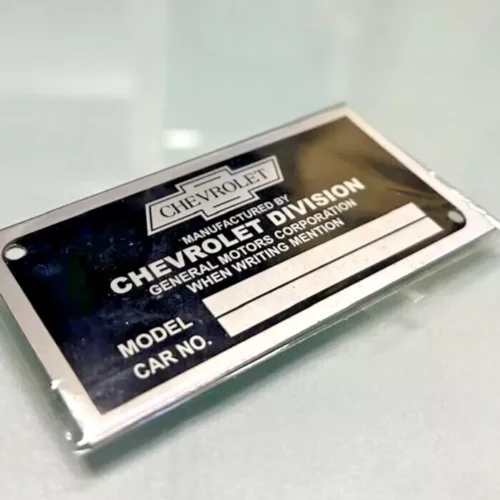 CHEVROLET
MANUFACTURED BY
CHEVROLET DIVISION
GENERAL MOTORS CORPORATION
WHEN WRITING MENTION
MODEL
CAR NO.